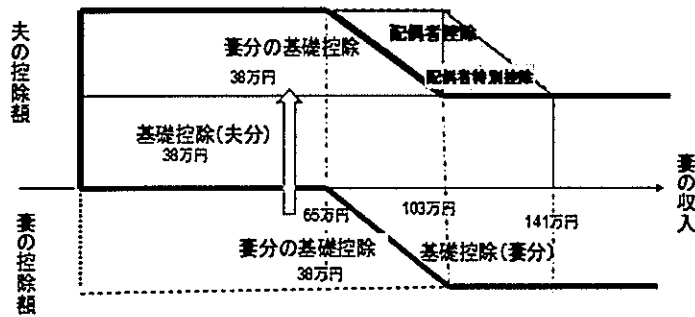 夫の控除額
妻分の基礎控除
38万円
配偶者控除
配偶者特別控除
基礎控除(夫分)
38万円
妻の収入
65万円
103万円
141万円
妻の控除額
妻分の基礎控除
38万円
基礎控除(妻分)